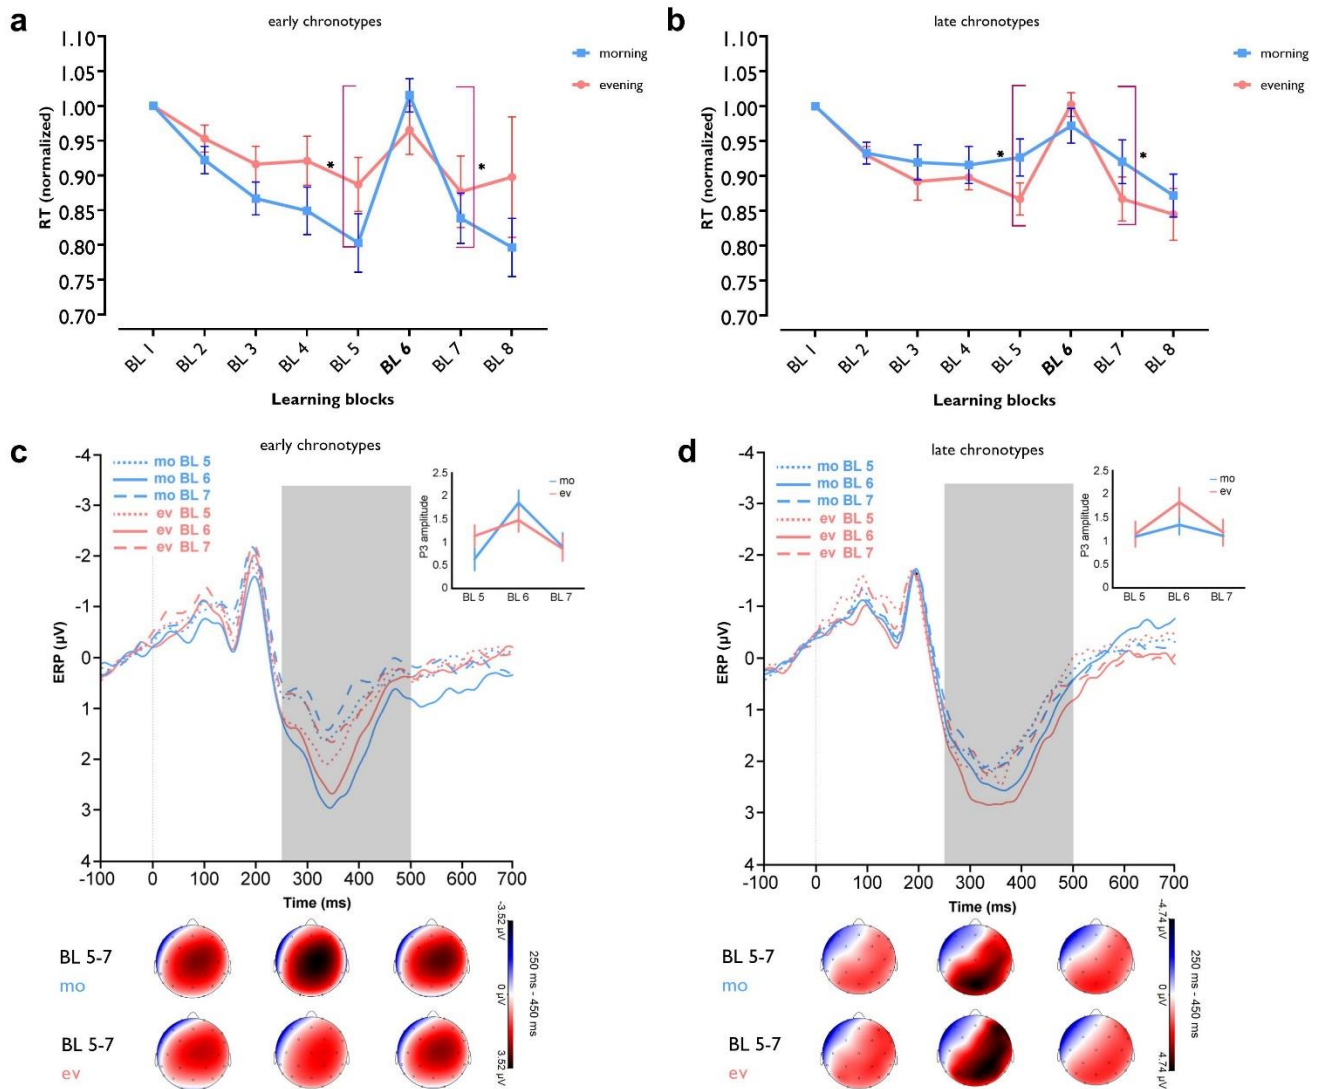 a
early chronotypes
1.10
1.05
1.00
0.95
0.90
0.85
0.80
0.75
0.70
RT (normalized)
*
*
morning
evening
BL 1
BL 2
BL 3
BL 4
BL 5
BL 6
BL 7
BL 8
Learning blocks
b
late chronotypes
1.10
1.05
1.00
0.95
0.90
0.85
0.80
0.75
0.70
RT (normalized)
*
*
morning
evening
BL 1
BL 2
BL 3
BL 4
BL 5
BL 6
BL 7
BL 8
Learning blocks
c
early chronotypes
mo BL 5
mo BL 6
mo BL 7
ev BL 5
ev BL 6
ev BL 7
-4
-3
-2
-1
0
1
2
3
4
ERP (µV)
-100
0
100
200
300
400
500
600
700
Time (ms)
2.5
2
1.5
1
0.5
0
P3 amplitude
mo
ev
BL 5
BL 6
BL 7
BL 5-7
mo
BL 5-7
ev
-3.52 µV
0 µV
3.52 µV
250 ms - 450 ms
d
late chronotypes
mo BL 5
mo BL 6
mo BL 7
ev BL 5
ev BL 6
ev BL 7
-4
-3
-2
-1
0
1
2
3
4
ERP (µV)
-100
0
100
200
300
400
500
600
700
Time (ms)
2.5
2
1.5
1
0.5
0
P3 amplitude
mo
ev
BL 5
BL 6
BL 7
BL 5-7
mo
BL 5-7
ev
-4.74 µV
0 µV
4.74 µV
250 ms - 450 ms